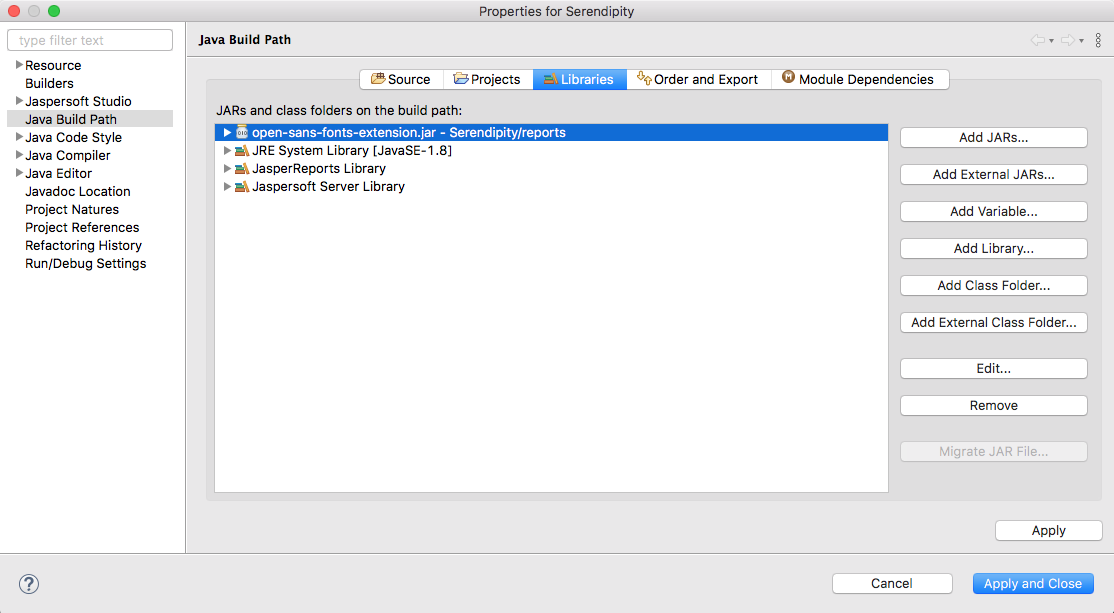 Properties for Serendipity
type filter text
Resource
Builders
Jaspersoft Studio
Java Build Path
Java Code Style
Java Compiler
Java Editor
Javadoc Location
Project Natures
Project References
Refactoring History
Run/Debug Settings
Java Build Path
Source
Projects
Libraries
Order and Export
M
Module Dependencies
JARs and class folders on the build path:
010
open-sans-fonts-extension.jar - Serendipity/reports
JRE System Library [JavaSE-1.8]
JasperReports Library
Jaspersoft Server Library
Add JARs...
Add External JARs...
Add Variable...
Add Library...
Add Class Folder...
Add External Class Folder...
Edit...
Remove
Migrate JAR File...
Apply
?
Cancel
Apply and Close